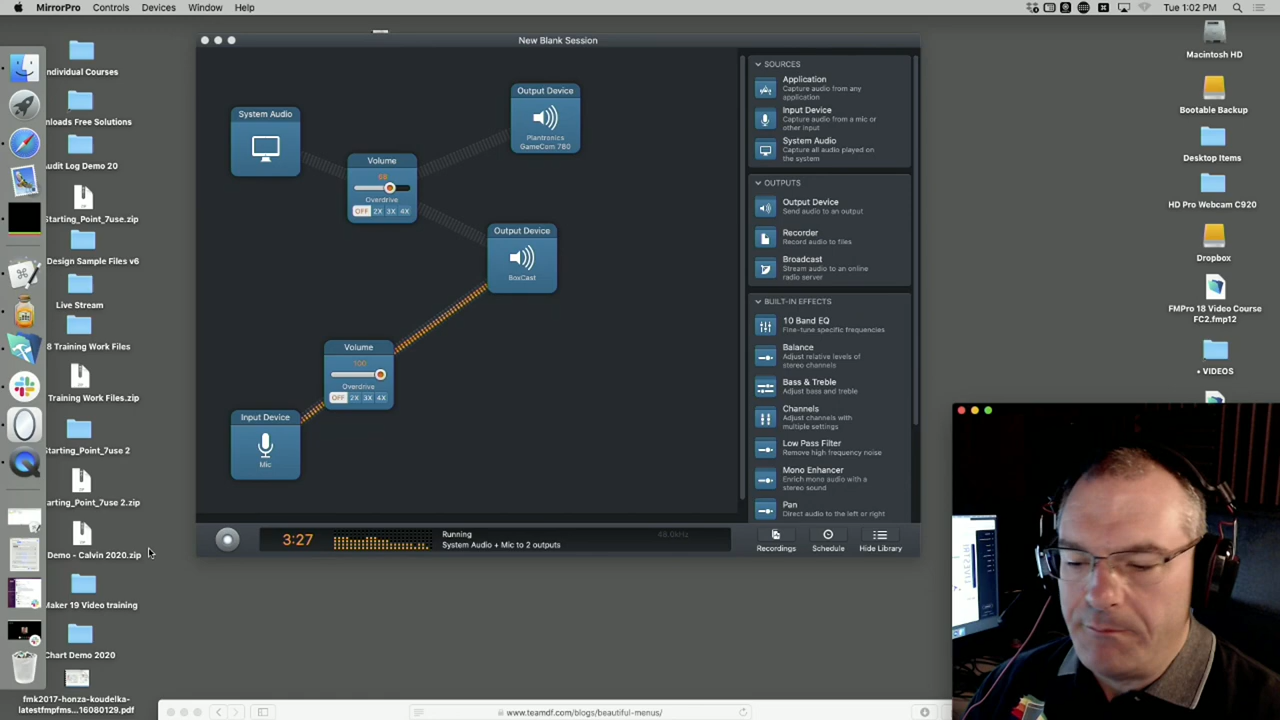 MirrorPro Controls Devices Window Help
Tue 1:02 PM
New Blank Session
System Audio
Volume
68
Overdrive
OFF 2X 3X 4X
Output Device
Plantronics
GameCom 780
Output Device
BoxCast
Volume
100
Overdrive
OFF 2X 3X 4X
Input Device
Mic
3:27
Running
System Audio + Mic to 2 outputs
48.0kHz
SOURCES
Application
Capture audio from any
application
Input Device
Capture audio from a mic or
other input
System Audio
Capture all audio played on
the system
OUTPUTS
Output Device
Send audio to an output
Recorder
Record audio to files
Broadcast
Stream audio to an online
radio server
BUILT-IN EFFECTS
10 Band EQ
Fine-tune specific frequencies
Balance
Adjust relative levels of
stereo channels
Bass & Treble
Adjust bass and treble
Channels
Adjust channels with
multiple settings
Low Pass Filter
Remove high frequency noise
Mono Enhancer
Enrich mono audio with a
stereo sound
Pan
Direct audio to the left or right
Recordings Schedule Hide Library
ndividual Courses
nloads Free Solutions
Audit Log Demo 20
Starting_Point_7use.zip
Design Sample Files v6
Live Stream
8 Training Work Files
Training Work Files.zip
Starting_Point_7use 2
arting_Point_7use 2.zip
Demo - Calvin 2020.zip
Maker 19 Video training
Chart Demo 2020
fmk2017-honza-koudelka-
latestfmpfms...16080129.pdf
Macintosh HD
Bootable Backup
Desktop Items
HD Pro Webcam C920
Dropbox
FMPro 18 Video Course
FC2.fmp12
• VIDEOS
www.teamdf.com/blogs/beautiful-menus/